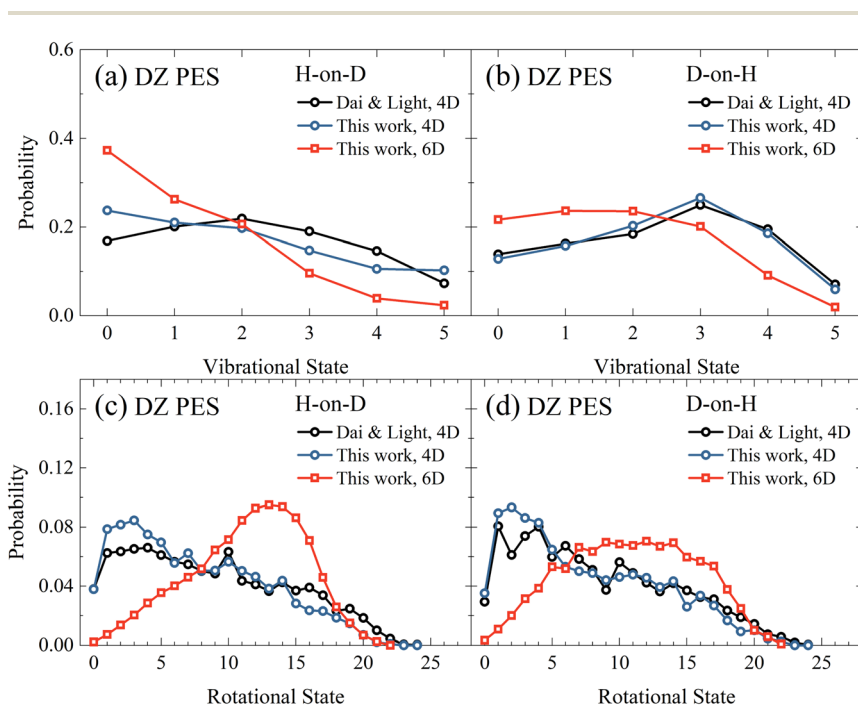 (a) DZ PES H-on-D
Dai & Light, 4D
This work, 4D
This work, 6D
(b) DZ PES D-on-H
Dai & Light, 4D
This work, 4D
This work, 6D
Probability
0.6
0.4
0.2
0.0
0 1 2 3 4 5
0 1 2 3 4 5
Vibrational State
Vibrational State
(c) DZ PES H-on-D
Dai & Light, 4D
This work, 4D
This work, 6D
(d) DZ PES D-on-H
Dai & Light, 4D
This work, 4D
This work, 6D
Probability
0.16
0.12
0.08
0.04
0.00
0 5 10 15 20 25
0 5 10 15 20 25
Rotational State
Rotational State